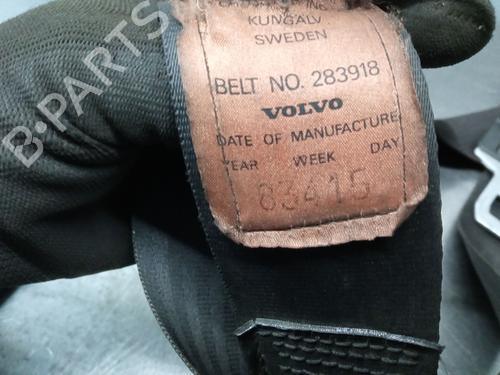 KUNGALV
SWEDEN
BELT NO. 283918
VOLVO
DATE OF MANUFACTURE
YEAR WEEK DAY
83415
B-PARTS